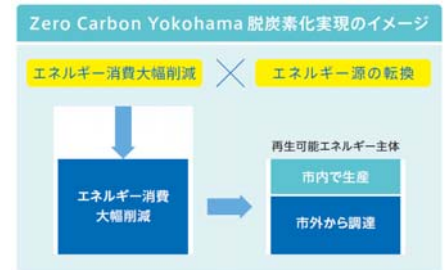 Zero Carbon Yokohama 脱炭素化実現のイメージ
エネルギー消費大幅削減 × エネルギー源の転換
再生可能エネルギー主体
エネルギー消費
大幅削減
市内で生産
市外から調達